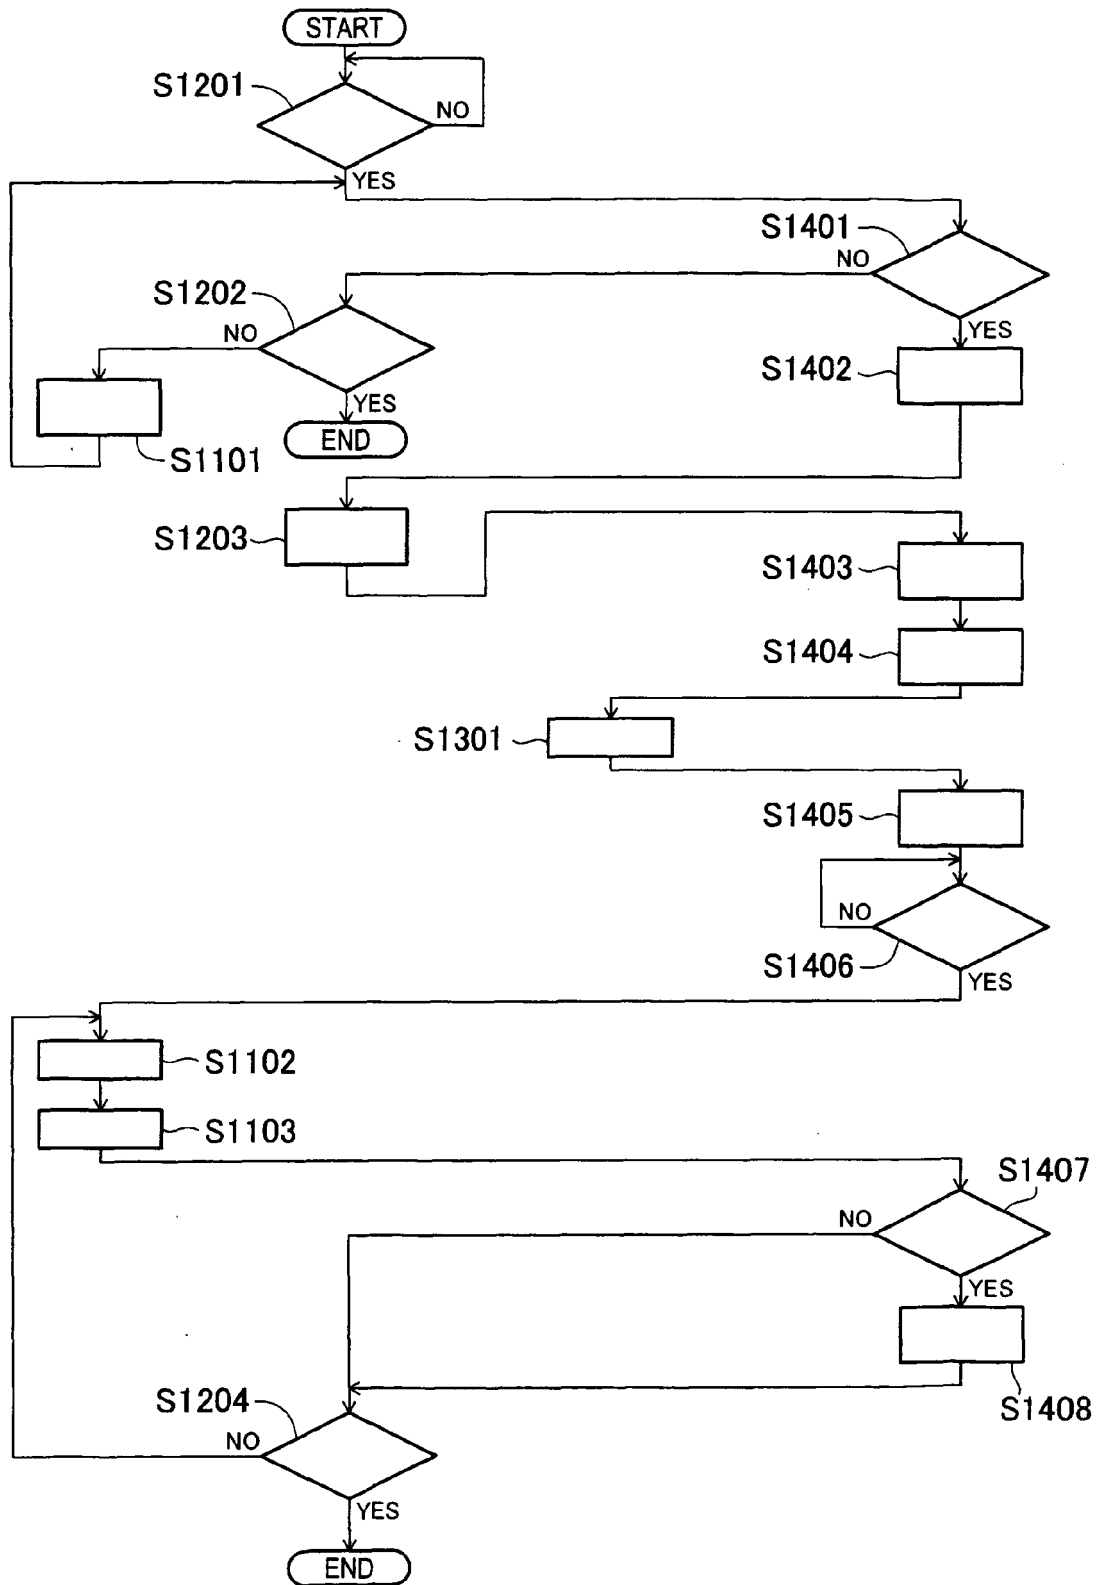 START
S1201
NO
YES
S1401
NO
S1202
NO
YES
S1402
YES
END
S1101
S1203
S1403
S1404
S1301
S1405
NO
S1406
YES
S1102
S1103
S1407
NO
YES
S1408
S1204
NO
YES
END